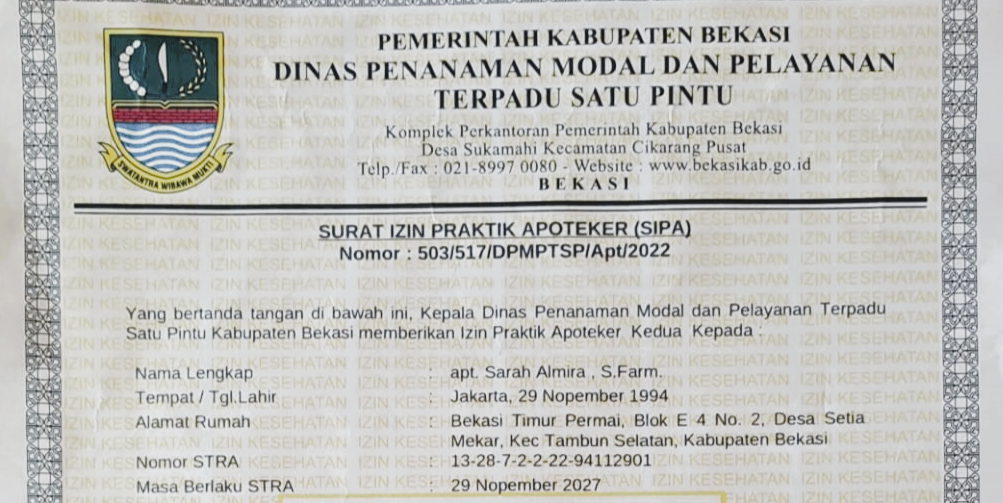 PEMERINTAH KABUPATEN BEKASI
DINAS PENANAMAN MODAL DAN PELAYANAN
TERPADU SATU PINTU
Komplek Perkantoran Pemerintah Kabupaten Bekasi
Desa Sukamahi Kecamatan Cikarang Pusat
Telp./Fax : 021-8997 0080 - Website : www.bekasikab.go.id
BEKASI
SWATANTRA WIBAWA MUKTI
SURAT IZIN PRAKTIK APOTEKER (SIPA)
Nomor : 503/517/DPMPTSP/Apt/2022
Yang bertanda tangan di bawah ini, Kepala Dinas Penanaman Modal dan Pelayanan Terpadu
Satu Pintu Kabupaten Bekasi memberikan Izin Praktik Apoteker Kedua Kepada :
Nama Lengkap : apt. Sarah Almira , S.Farm.
Tempat / Tgl.Lahir : Jakarta, 29 Nopember 1994
Alamat Rumah : Bekasi Timur Permai, Blok E 4 No. 2, Desa Setia
Mekar, Kec Tambun Selatan, Kabupaten Bekasi
Nomor STRA : 13-28-7-2-2-22-94112901
Masa Berlaku STRA : 29 Nopember 2027